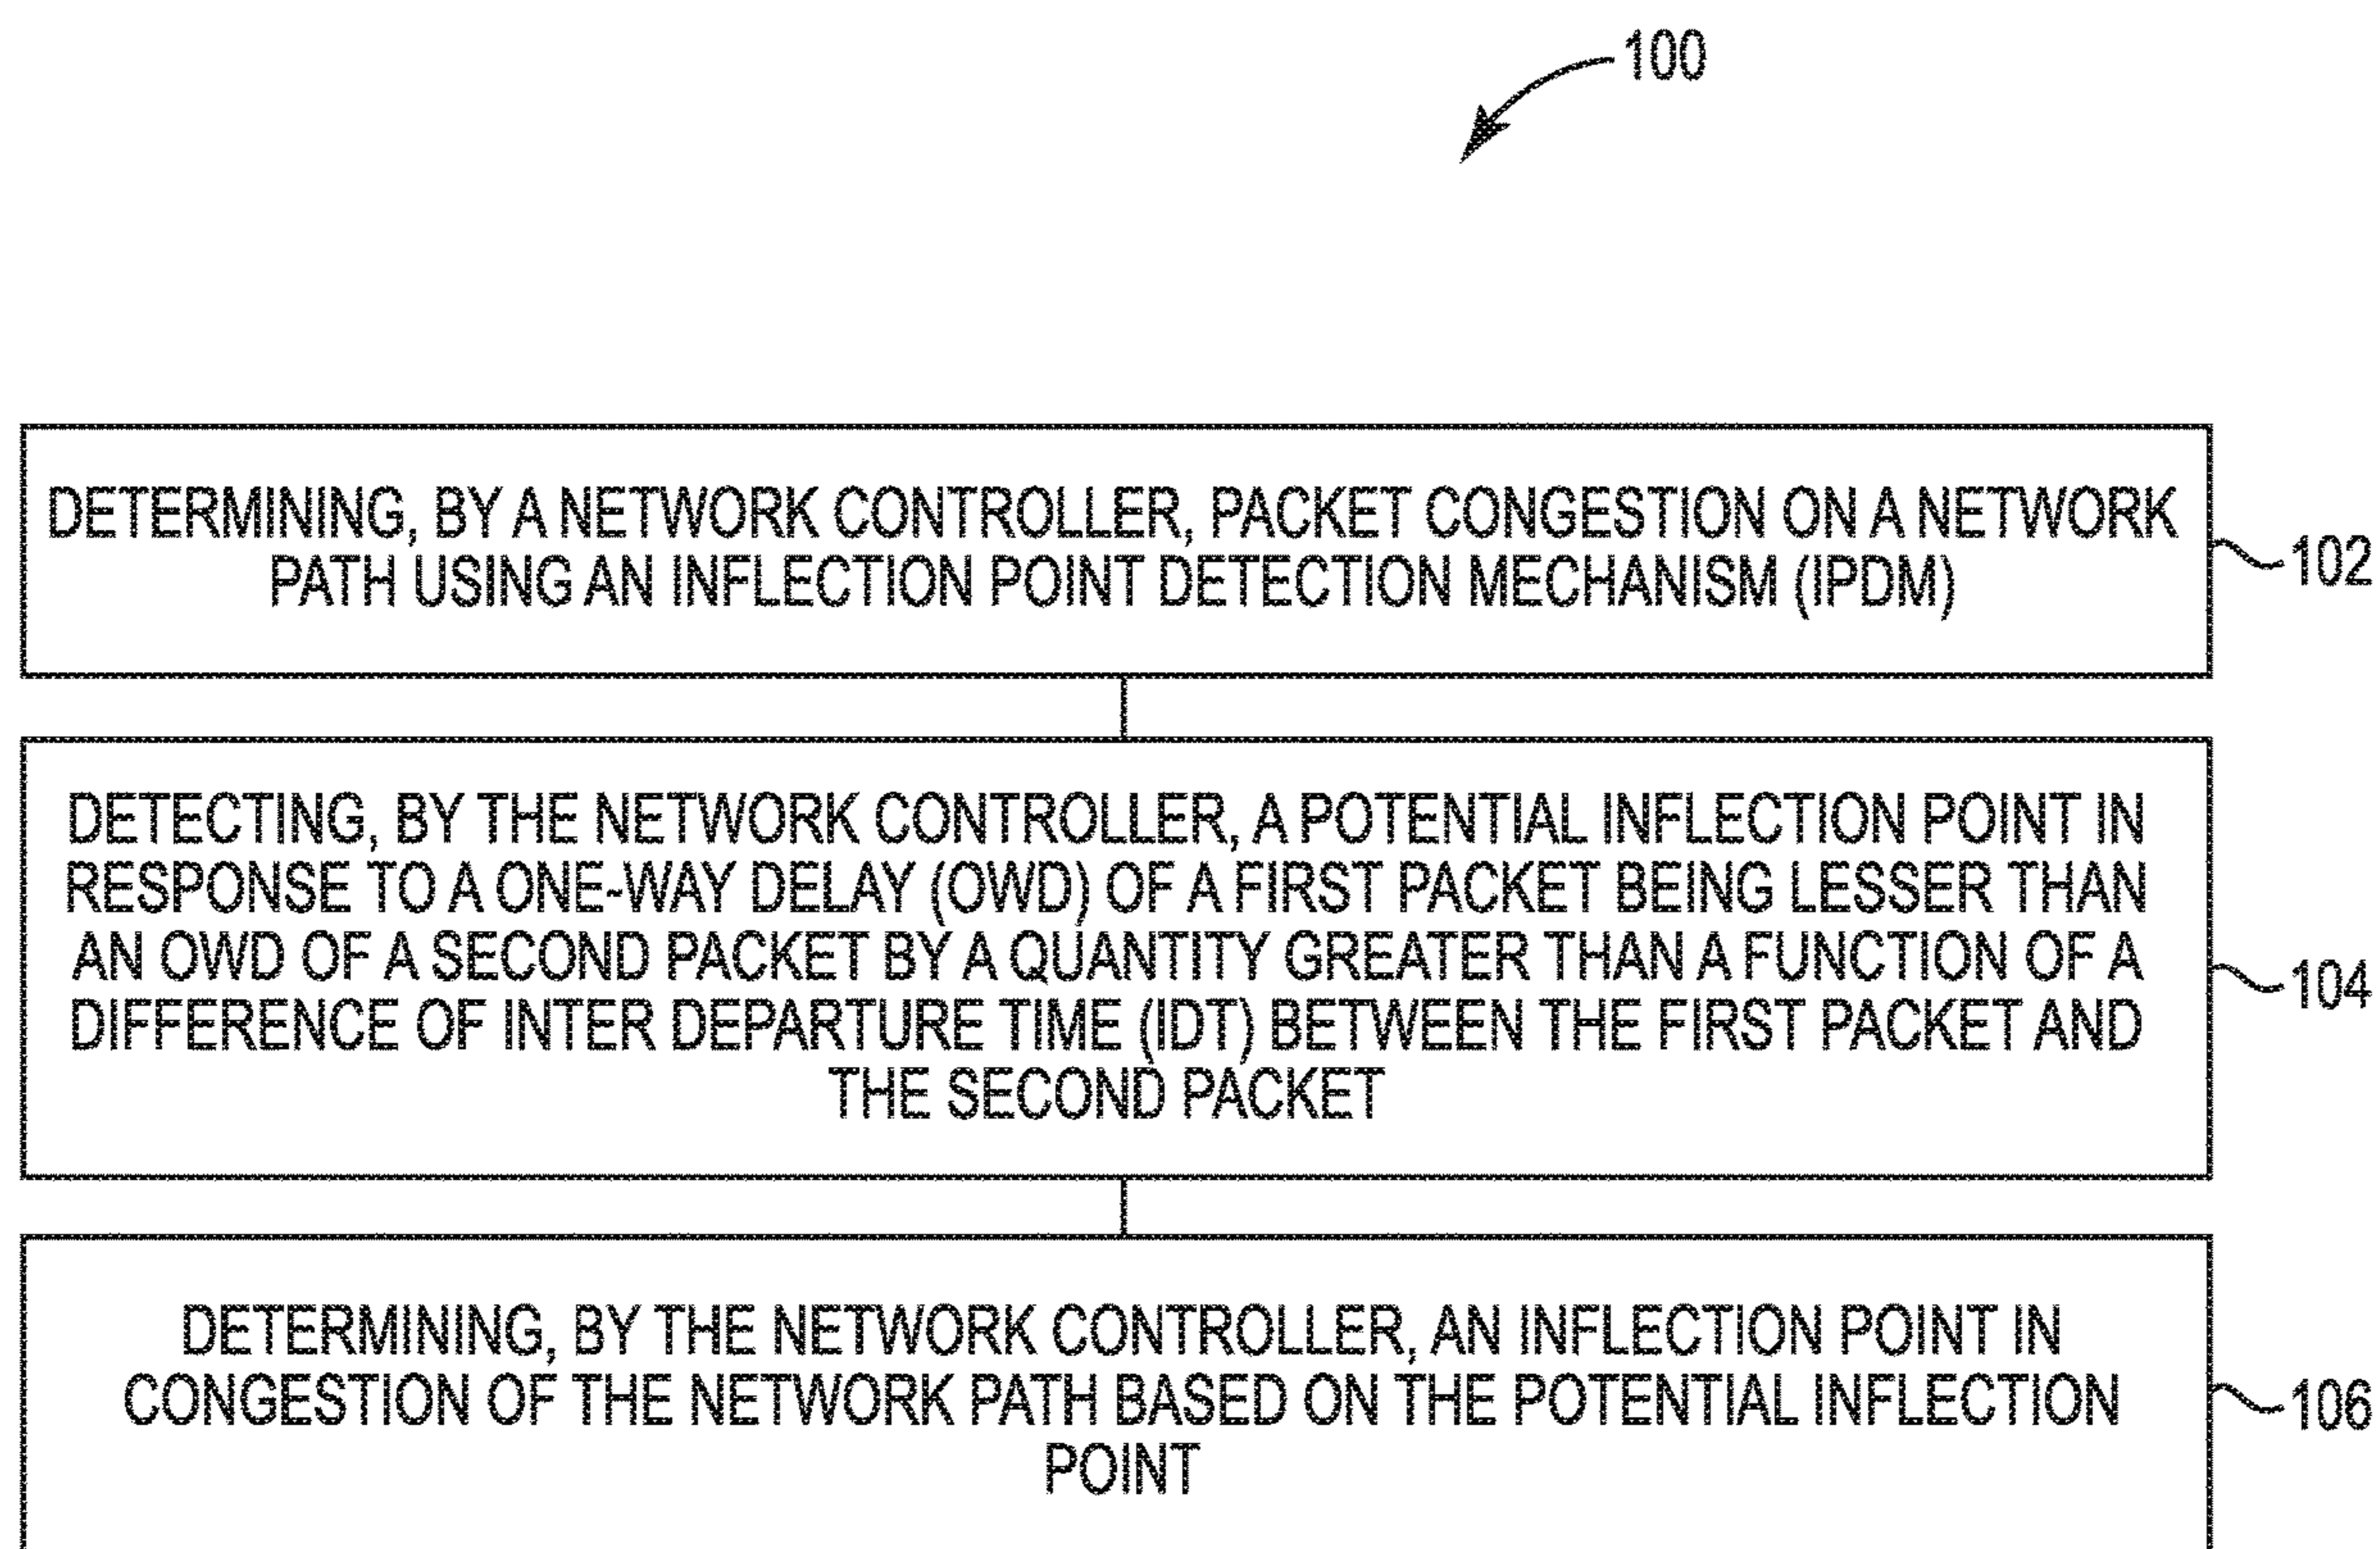 100
DETERMINING, BY A NETWORK CONTROLLER, PACKET CONGESTION ON A NETWORK
PATH USING AN INFLECTION POINT DETECTION MECHANISM (IPDM)
102
DETECTING, BY THE NETWORK CONTROLLER, A POTENTIAL INFLECTION POINT IN
RESPONSE TO A ONE-WAY DELAY (OWD) OF A FIRST PACKET BEING LESSER THAN
AN OWD OF A SECOND PACKET BY A QUANTITY GREATER THAN A FUNCTION OF A
DIFFERENCE OF INTER DEPARTURE TIME (IDT) BETWEEN THE FIRST PACKET AND
THE SECOND PACKET
104
DETERMINING, BY THE NETWORK CONTROLLER, AN INFLECTION POINT IN
CONGESTION OF THE NETWORK PATH BASED ON THE POTENTIAL INFLECTION
POINT
106